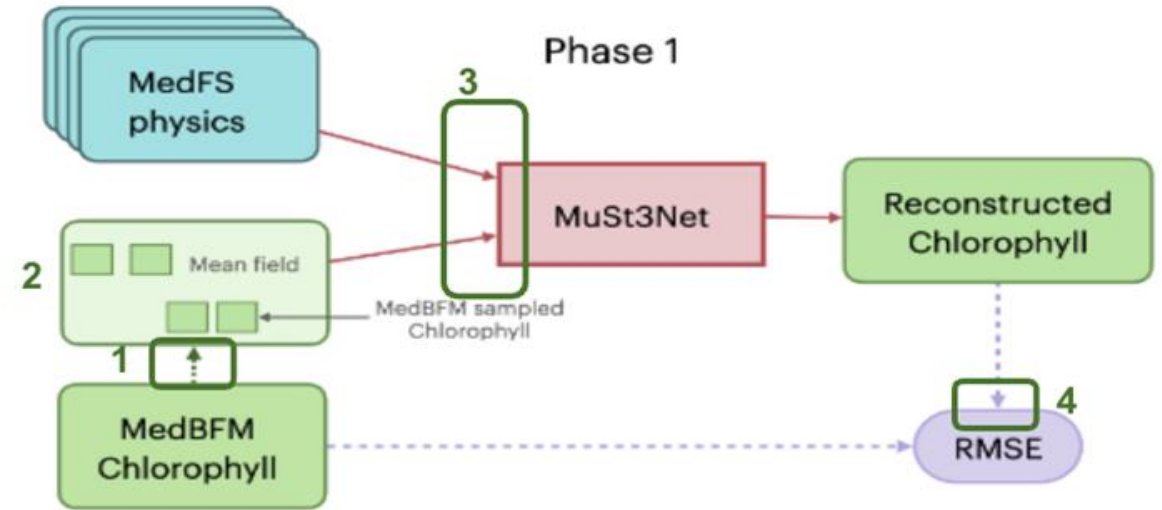 Phase 1
3
MedFS
physics
MuSt3Net
Reconstructed
Chlorophyll
2
Mean field
MedBFM sampled
Chlorophyll
1
MedBFM
Chlorophyll
4
RMSE